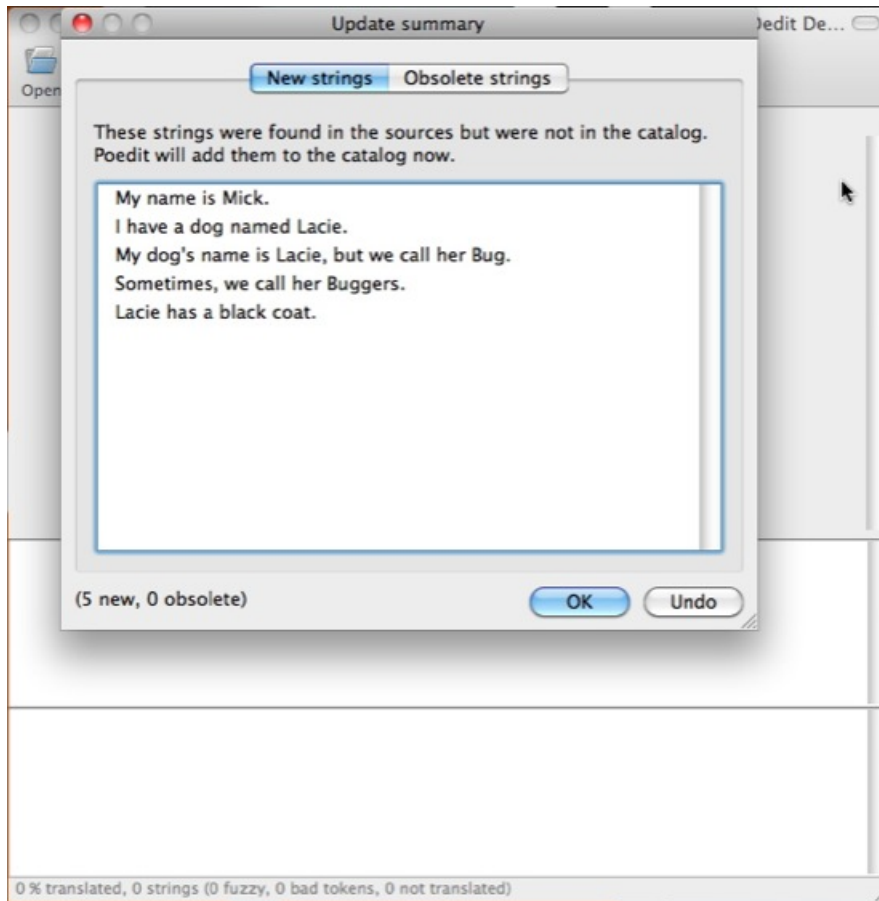 Update summary
edit De...
Open
New strings
Obsolete strings
These strings were found in the sources but were not in the catalog.
Poedit will add them to the catalog now.
My name is Mick.
I have a dog named Lacie.
My dog's name is Lacie, but we call her Bug.
Sometimes, we call her Buggers.
Lacie has a black coat.
(5 new, 0 obsolete)
OK
Undo
0 % translated, 0 strings (0 fuzzy, 0 bad tokens, 0 not translated)